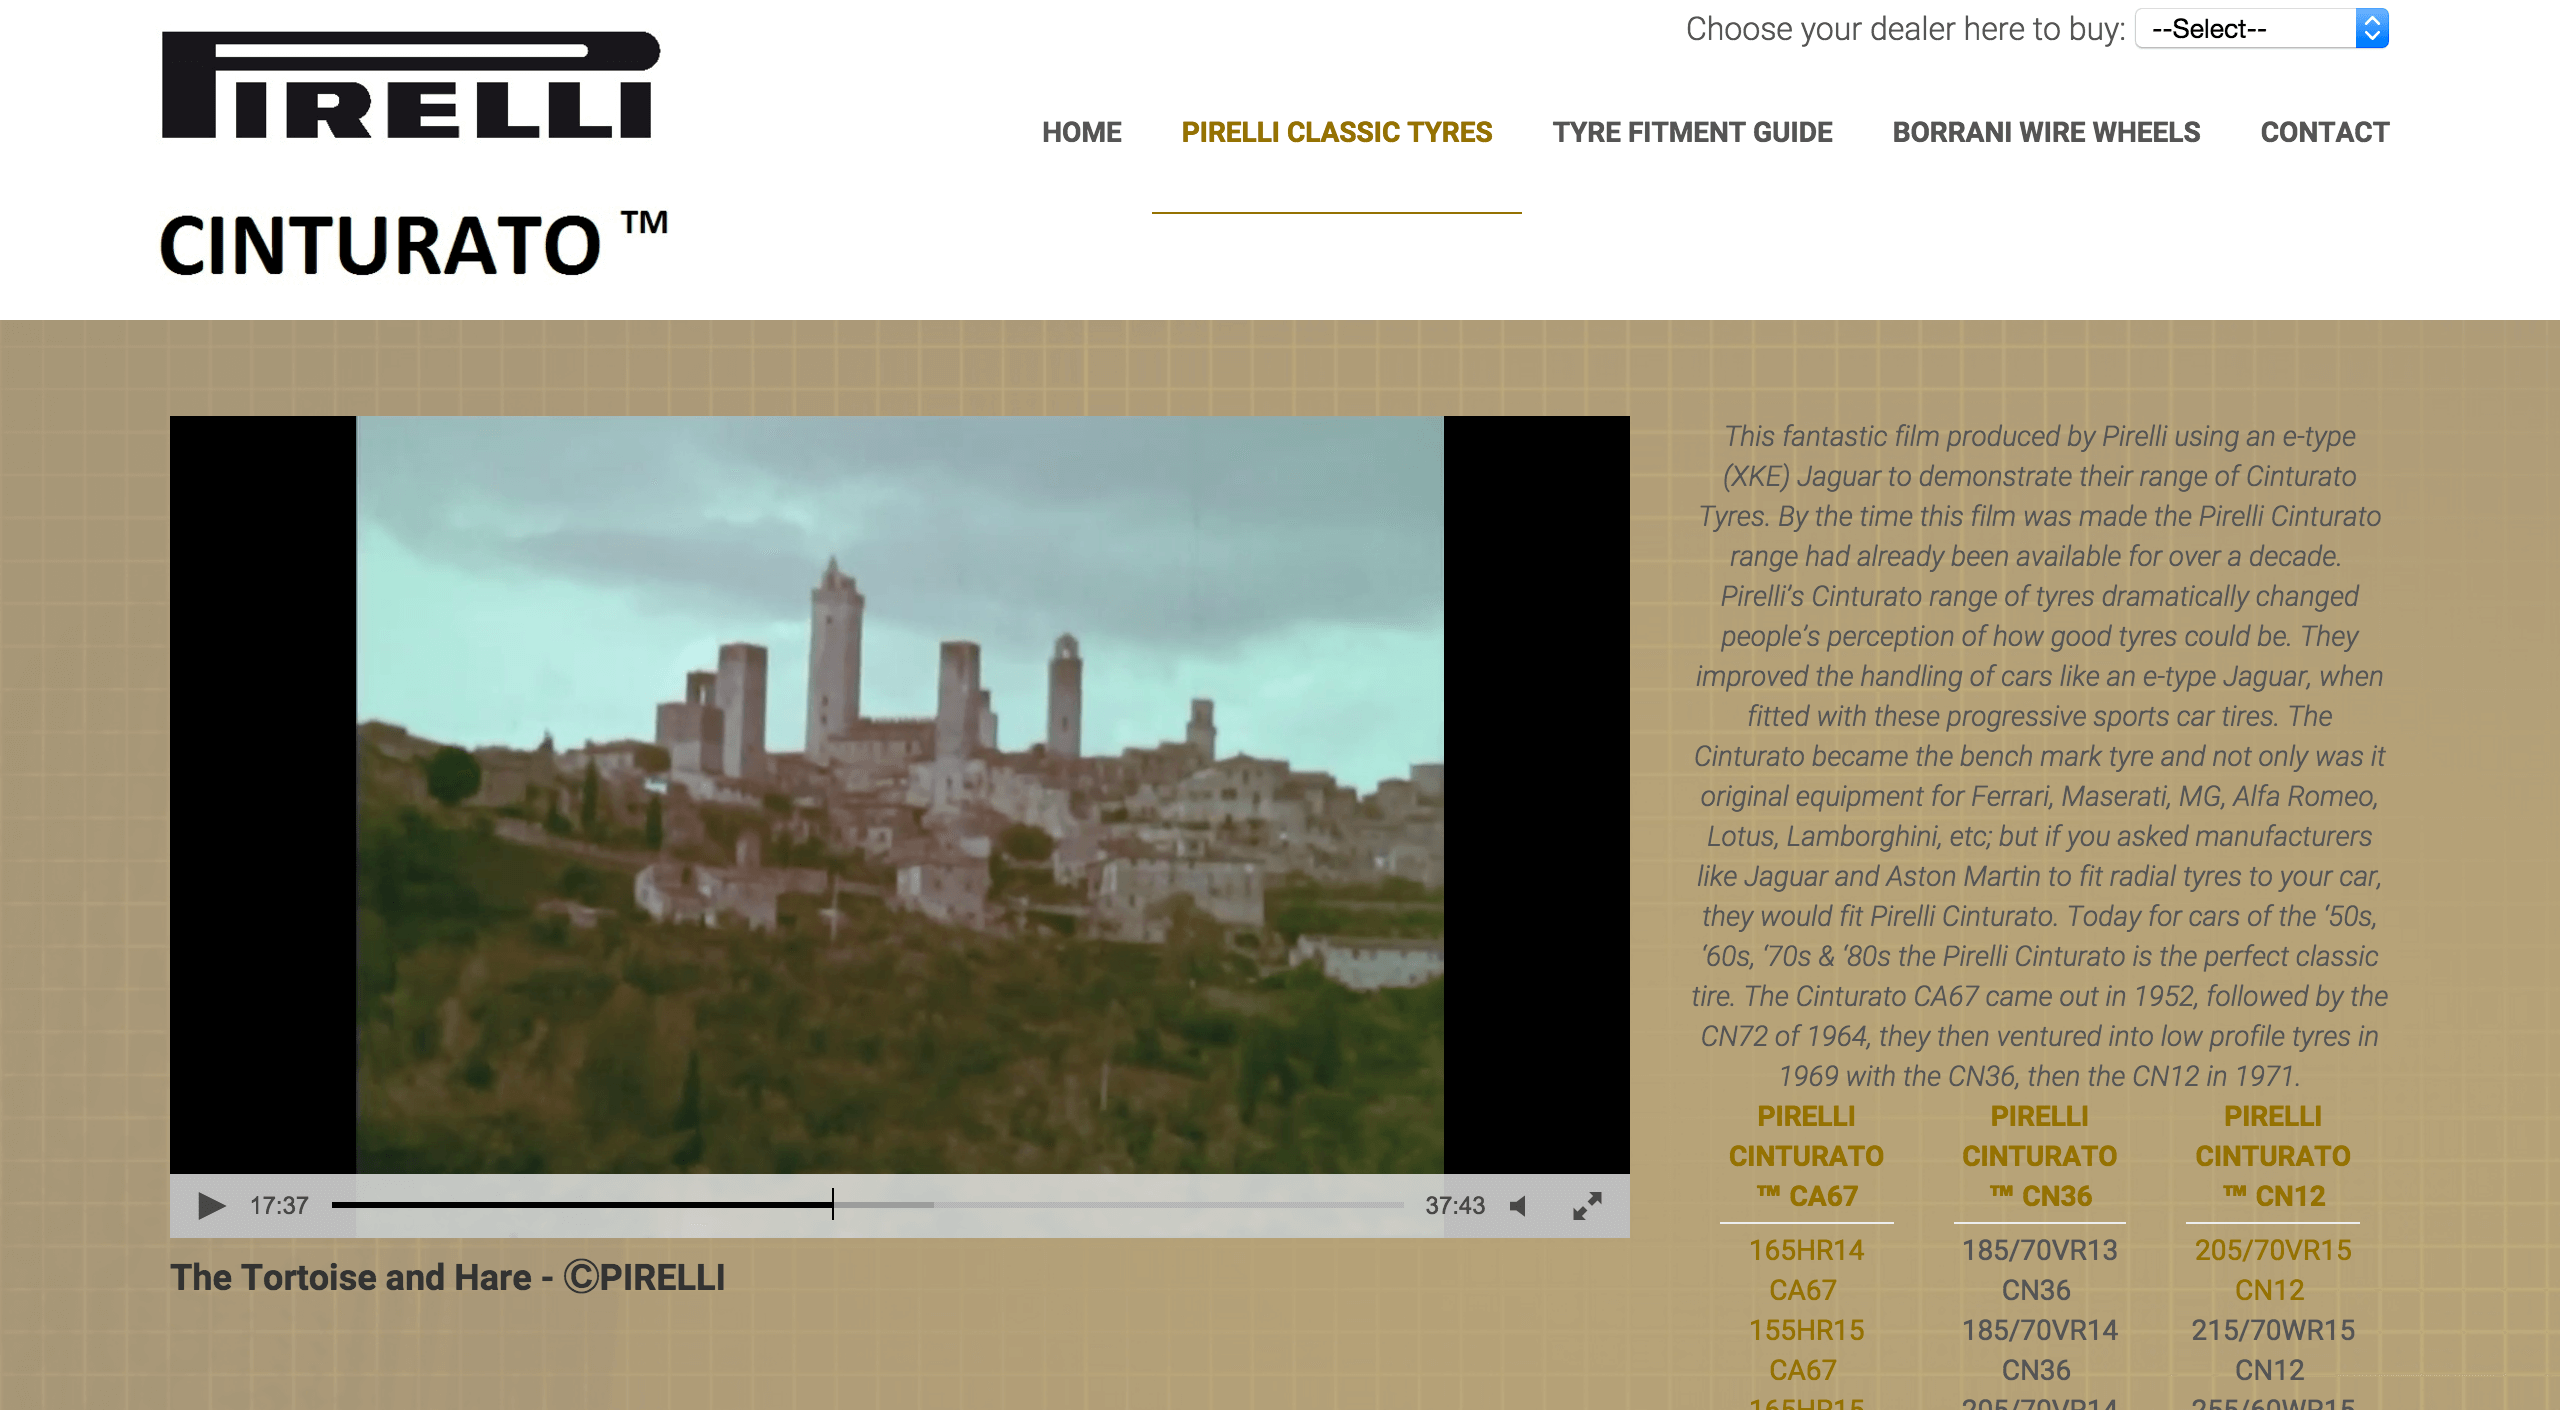 Choose your dealer here to buy: --Select--
PIRELLI
HOME PIRELLI CLASSIC TYRES TYRE FITMENT GUIDE BORRANI WIRE WHEELS CONTACT
CINTURATO ™
This fantastic film produced by Pirelli using an e-type
(XKE) Jaguar to demonstrate their range of Cinturato
Tyres. By the time this film was made the Pirelli Cinturato
range had already been available for over a decade.
Pirelli’s Cinturato range of tyres dramatically changed
people’s perception of how good tyres could be. They
improved the handling of cars like an e-type Jaguar, when
fitted with these progressive sports car tires. The
Cinturato became the bench mark tyre and not only was it
original equipment for Ferrari, Maserati, MG, Alfa Romeo,
Lotus, Lamborghini, etc; but if you asked manufacturers
like Jaguar and Aston Martin to fit radial tyres to your car,
they would fit Pirelli Cinturato. Today for cars of the ‘50s,
‘60s, ‘70s & ‘80s the Pirelli Cinturato is the perfect classic
tire. The Cinturato CA67 came out in 1952, followed by the
CN72 of 1964, they then ventured into low profile tyres in
1969 with the CN36, then the CN12 in 1971.
17:37 37:43
The Tortoise and Hare - ©PIRELLI
PIRELLI PIRELLI PIRELLI
CINTURATO CINTURATO CINTURATO
™ CA67 ™ CN36 ™ CN12
165HR14 185/70VR13 205/70VR15
CA67 CN36 CN12
155HR15 185/70VR14 215/70WR15
CA67 CN36 CN12
165HR15 205/70VR14 255/60WR15